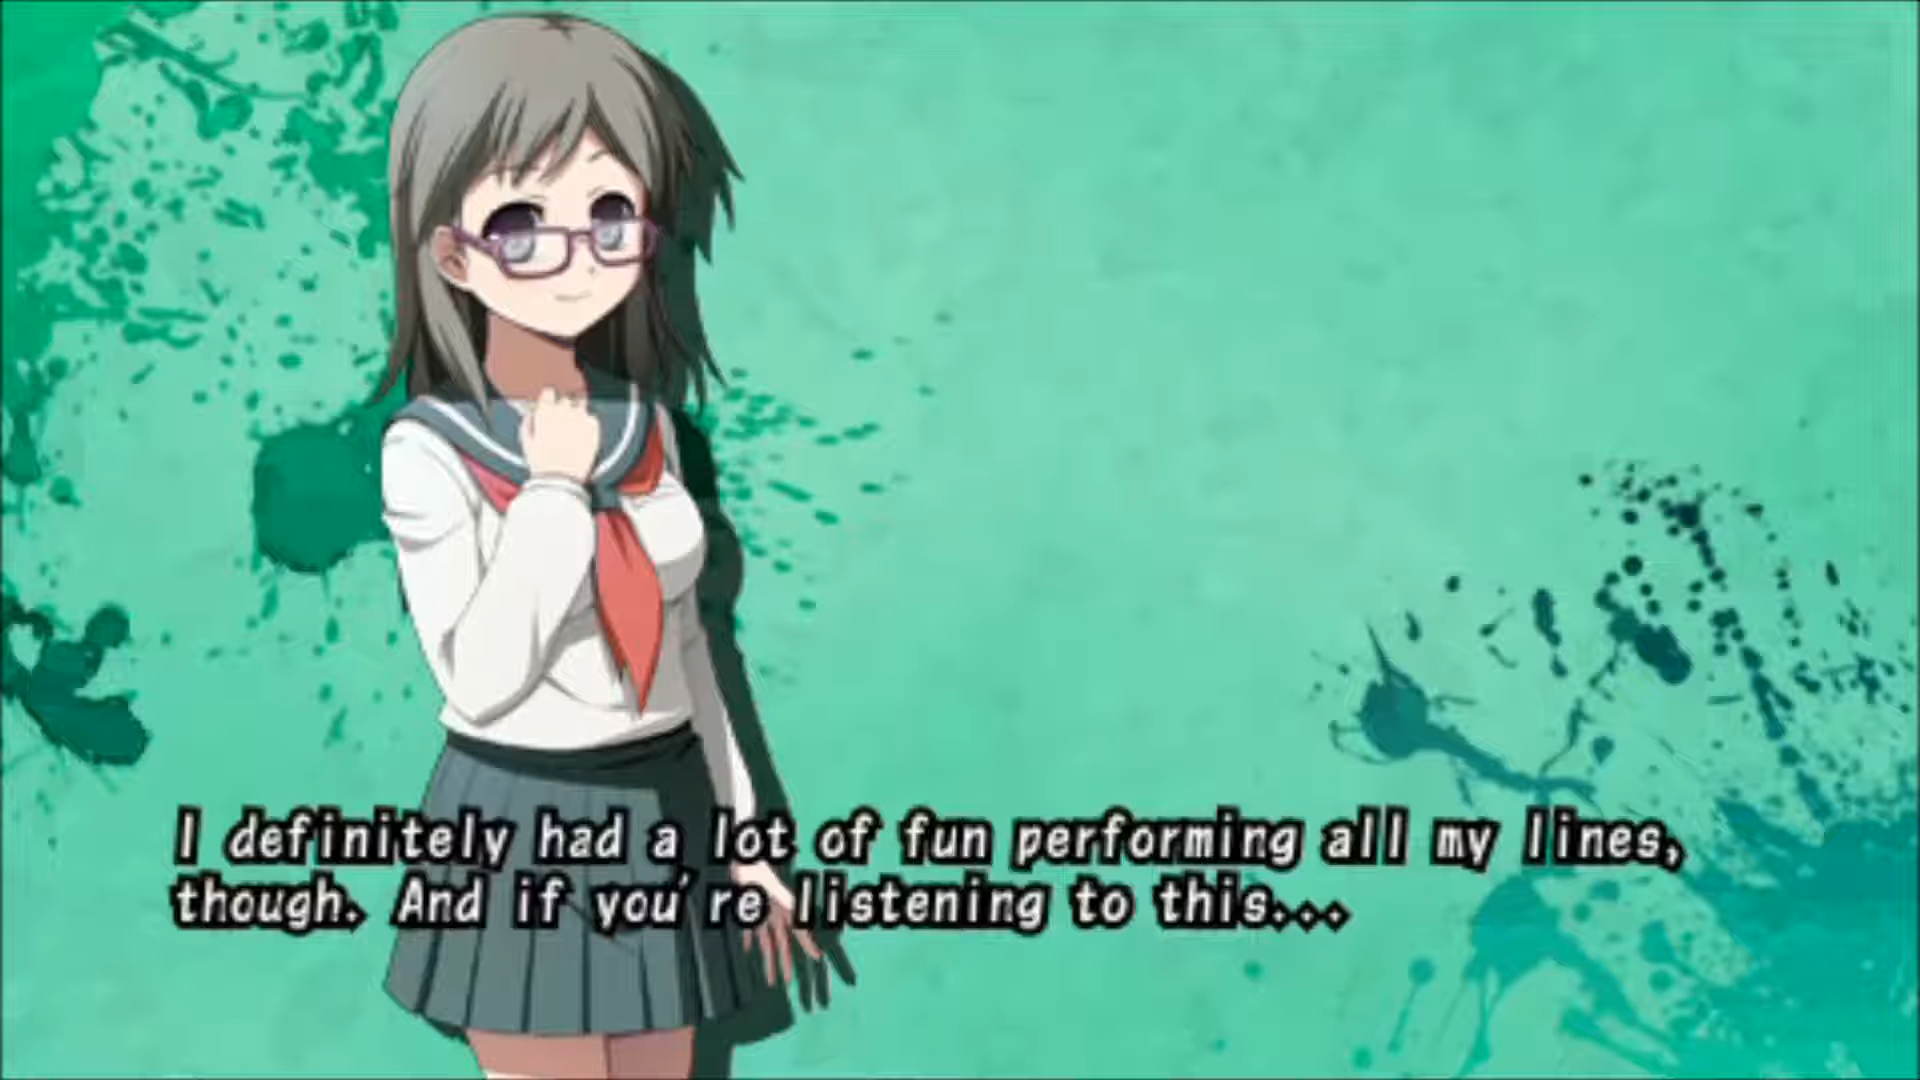 I definitely had a lot of fun performing all my lines,
though. And if you're listening to this...